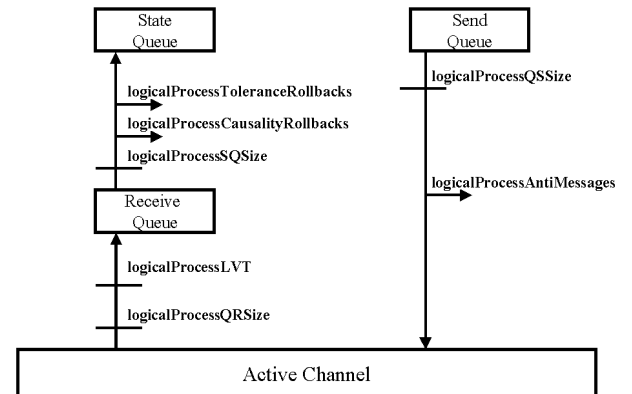 State
Queue
Send
Queue
logicalProcessQSSize
logicalProcessToleranceRollbacks
logicalProcessCausalityRollbacks
logicalProcessSQSize
logicalProcessAntiMessages
Receive
Queue
logicalProcessLVT
logicalProcessQRSize
Active Channel